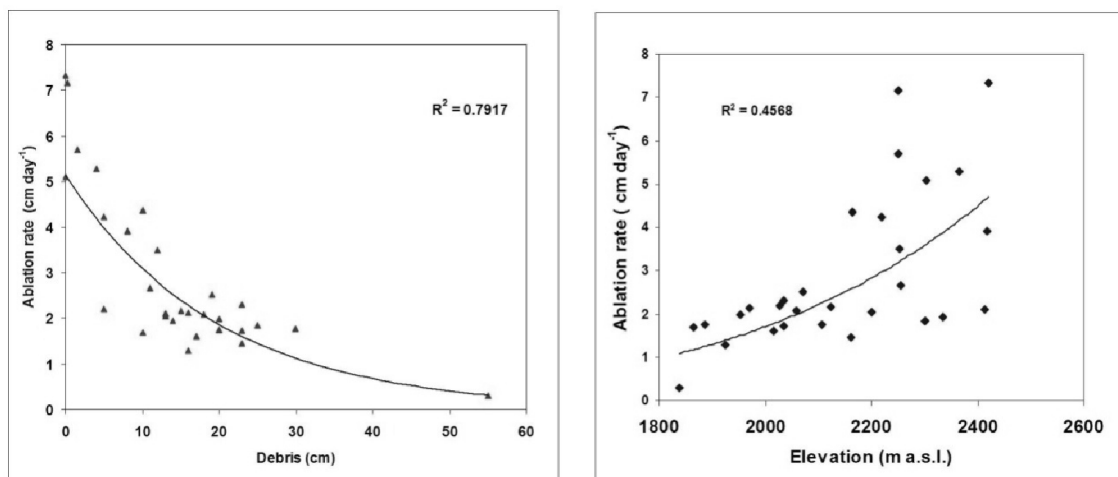 8
7
6
5
4
3
2
1
0
Ablation rate (cm day⁻¹)
R² = 0.7917
0 10 20 30 40 50 60
Debris (cm)
8
7
6
5
4
3
2
1
0
Ablation rate ( cm day⁻¹)
R² = 0.4568
1800 2000 2200 2400 2600
Elevation (m a.s.l.)